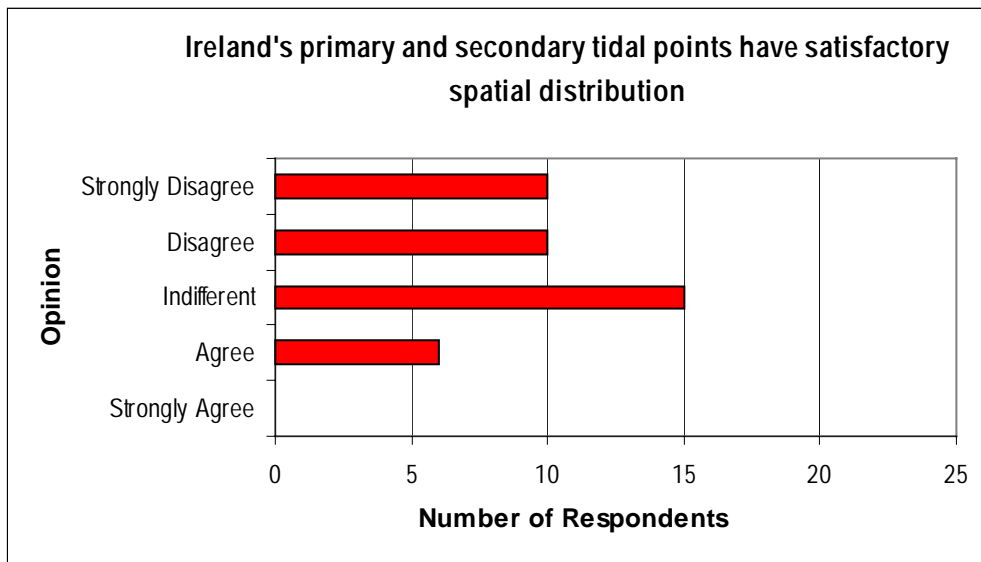 Ireland's primary and secondary tidal points have satisfactory
spatial distribution
Strongly Disagree
Disagree
Indifferent
Agree
Strongly Agree
Opinion
0 5 10 15 20 25
Number of Respondents